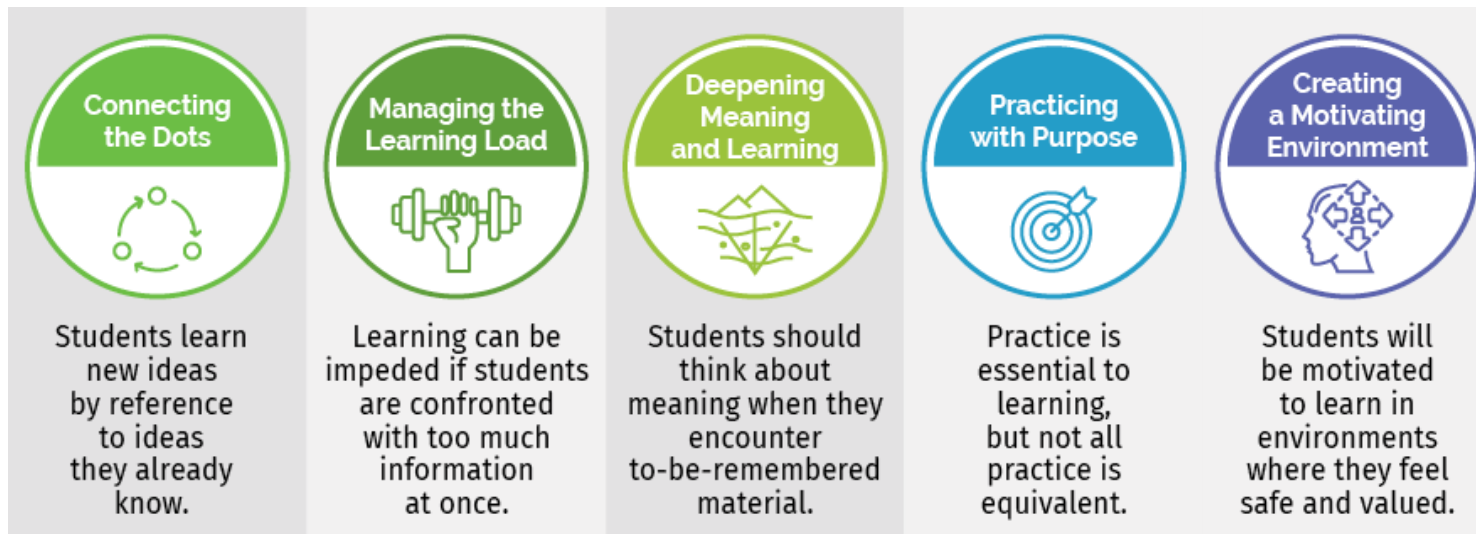 Connecting
the Dots
Students learn
new ideas
by reference
to ideas
they already
know.
Managing the
Learning Load
Learning can be
impeded if students
are confronted
with too much
information
at once.
Deepening
Meaning
and Learning
Students should
think about
meaning when they
encounter
to-be-remembered
material.
Practicing
with Purpose
Practice is
essential to
learning,
but not all
practice is
equivalent.
Creating
a Motivating
Environment
Students will
be motivated
to learn in
environments
where they feel
safe and valued.